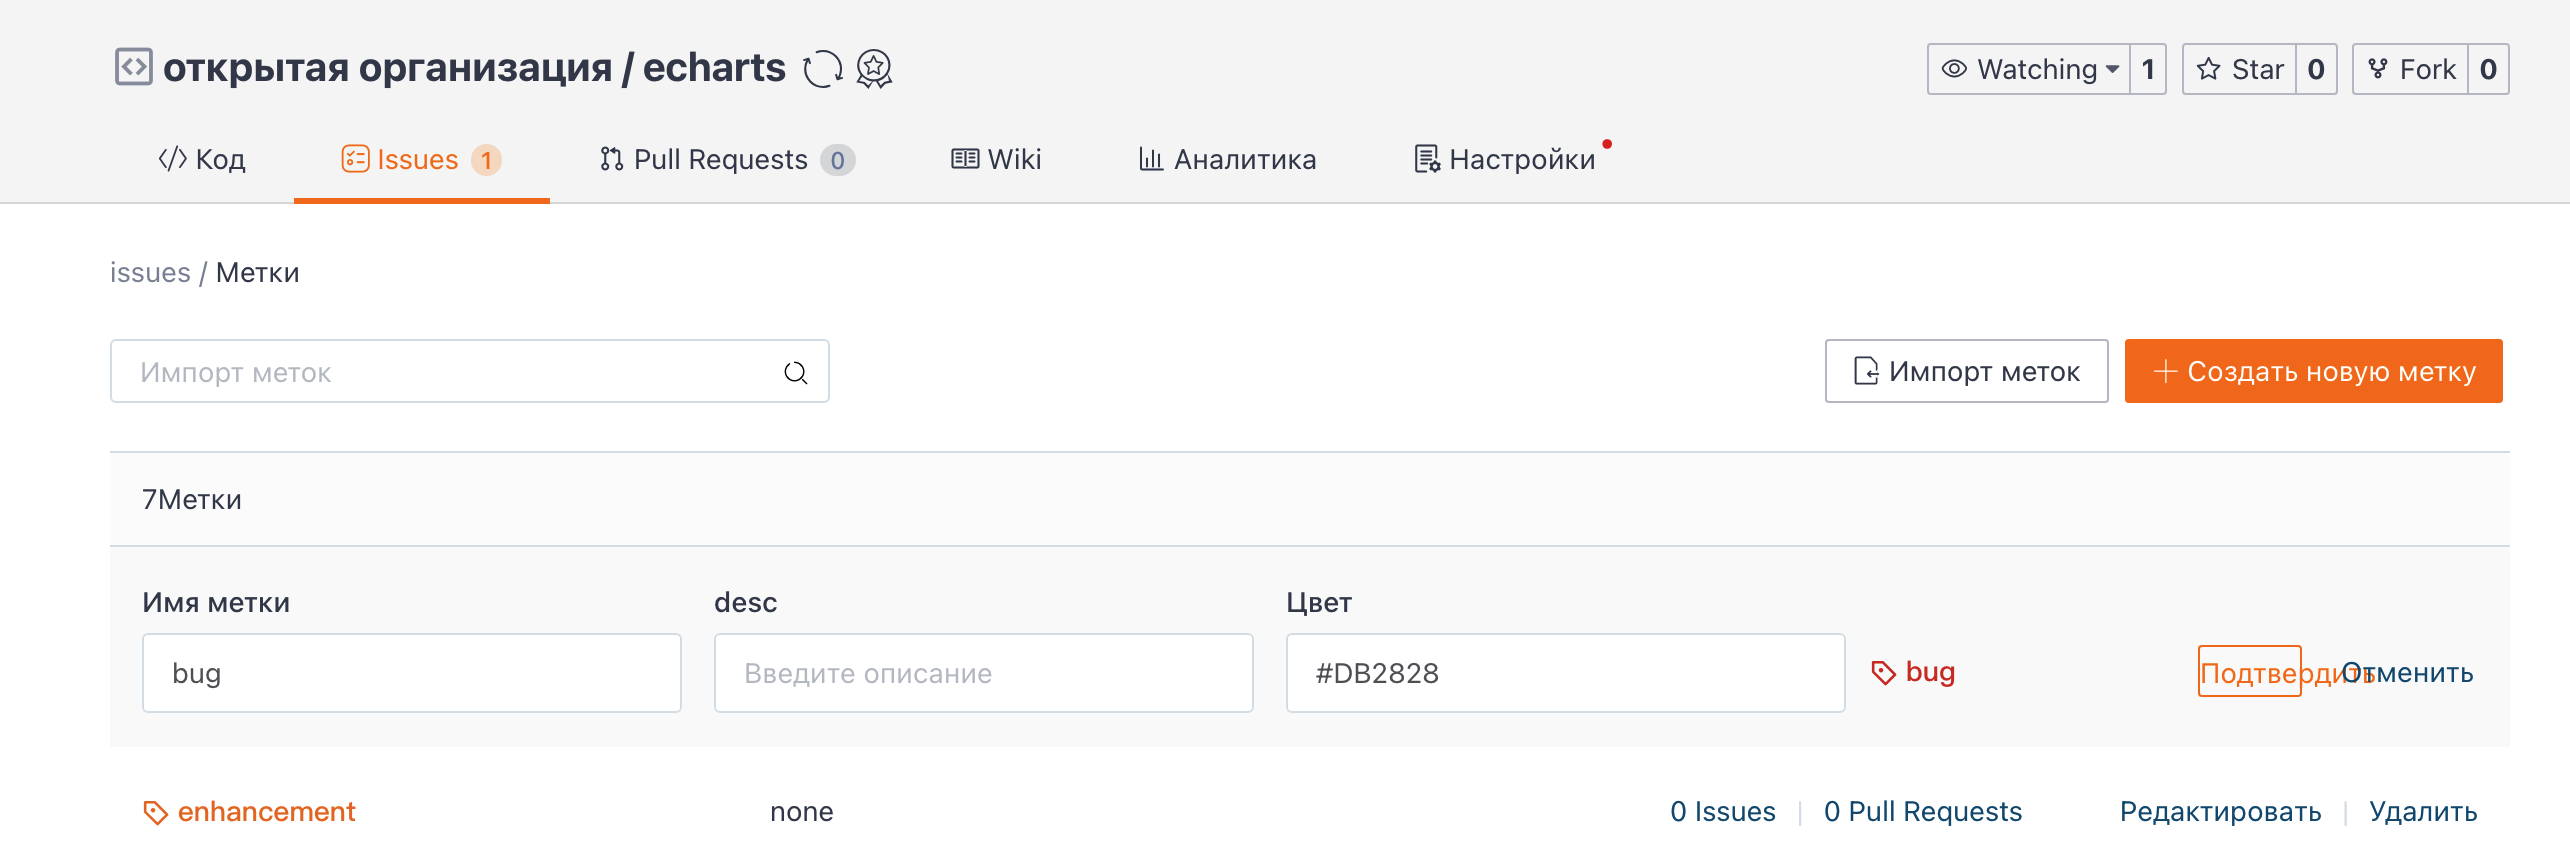 открытая организация / echarts
Watching 1 Star 0 Fork 0
Код Issues 1 Pull Requests 0 Wiki Аналитика Настройки
issues / Метки
Импорт меток Импорт меток Создать новую метку
7Метки
Имя метки desc Цвет
bug Введите описание #DB2828 bug Подтвердить Отменить
enhancement none 0 Issues 0 Pull Requests Редактировать Удалить